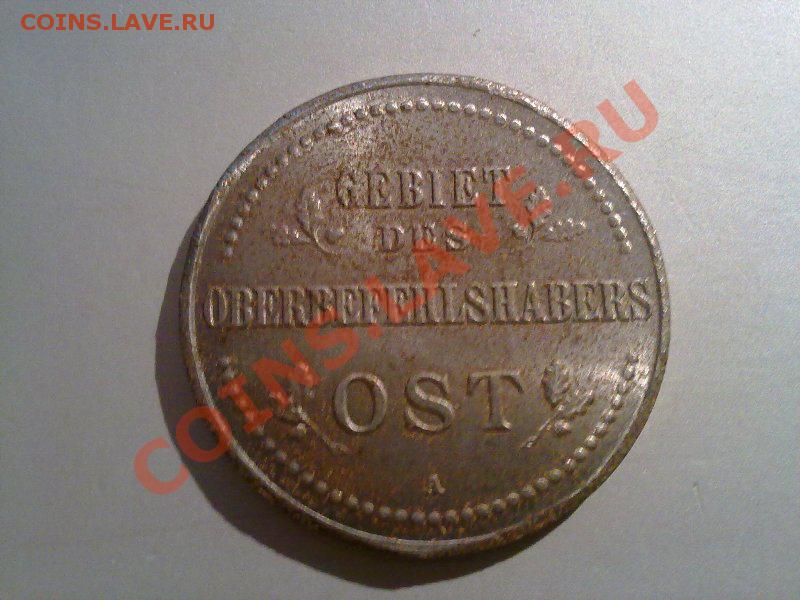 COINS.LAVE.RU
GEBIET
DES
OBERBEFEHLSHABERS
OST
A
COINS.LAVE.RU